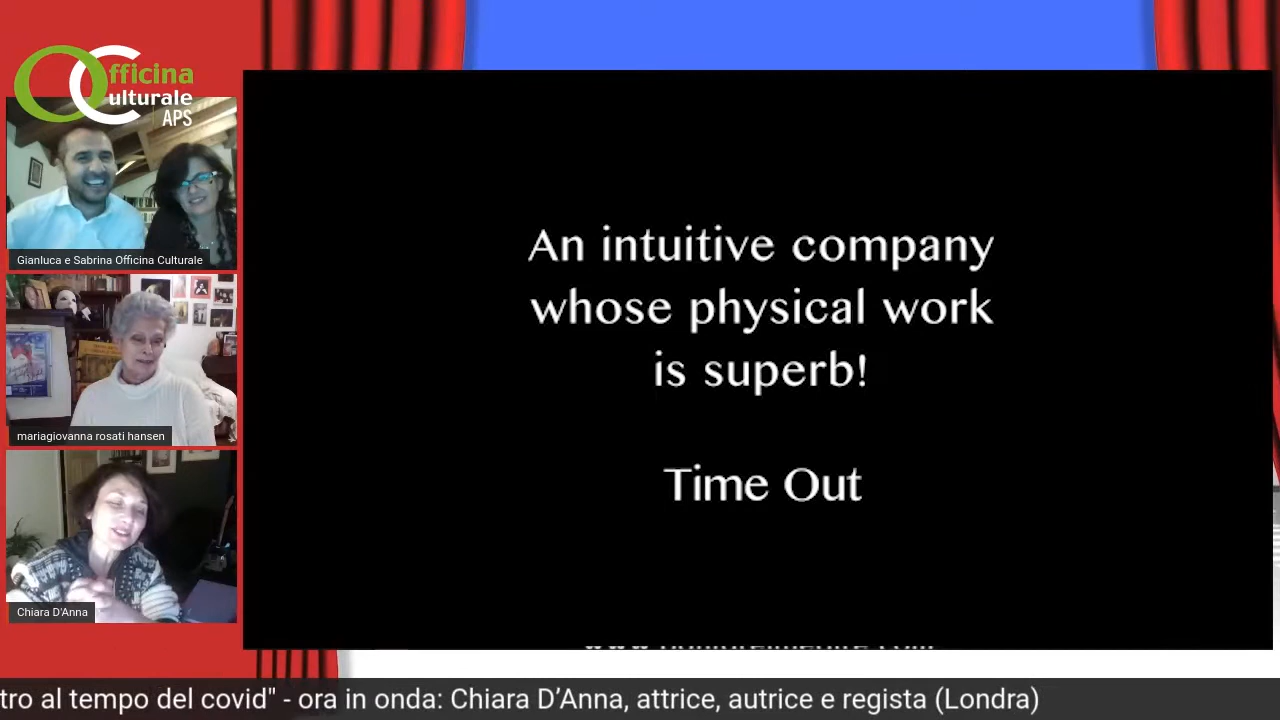 Officina
Culturale
APS
Gianluca e Sabrina Officina Culturale
mariagiovanna rosati hansen
Chiara D'Anna
An intuitive company
whose physical work
is superb!
Time Out
tro al tempo del covid" - ora in onda: Chiara D’Anna, attrice, autrice e regista (Londra)